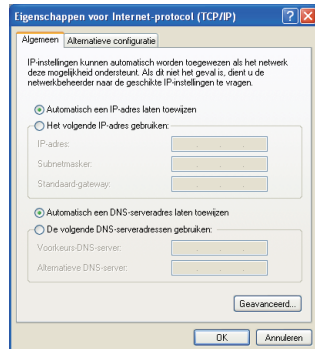 Eigenschappen voor Internet-protocol (TCP/IP)
Algemeen
Alternatieve configuratie
IP-instellingen kunnen automatisch worden toegewezen als het netwerk
deze mogelijkheid ondersteunt. Als dit niet het geval is, dient u de
netwerkbeheerder naar de geschikte IP-instellingen te vragen.
Automatisch een IP-adres laten toewijzen
Het volgende IP-adres gebruiken:
IP-adres:
Subnetmasker:
Standaard-gateway:
Automatisch een DNS-serveradres laten toewijzen
De volgende DNS-serveradressen gebruiken:
Voorkeurs-DNS-server:
Alternatieve DNS-server:
Geavanceerd...
OK
Annuleren